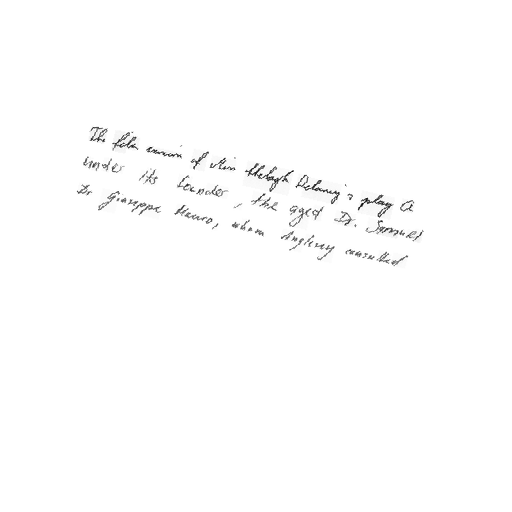 The film version of Miss Shelagh Delaney's play A
under its founder, the aged Dr. Samuel
Dr Giuseppe Mauro, whom Angleray consulted